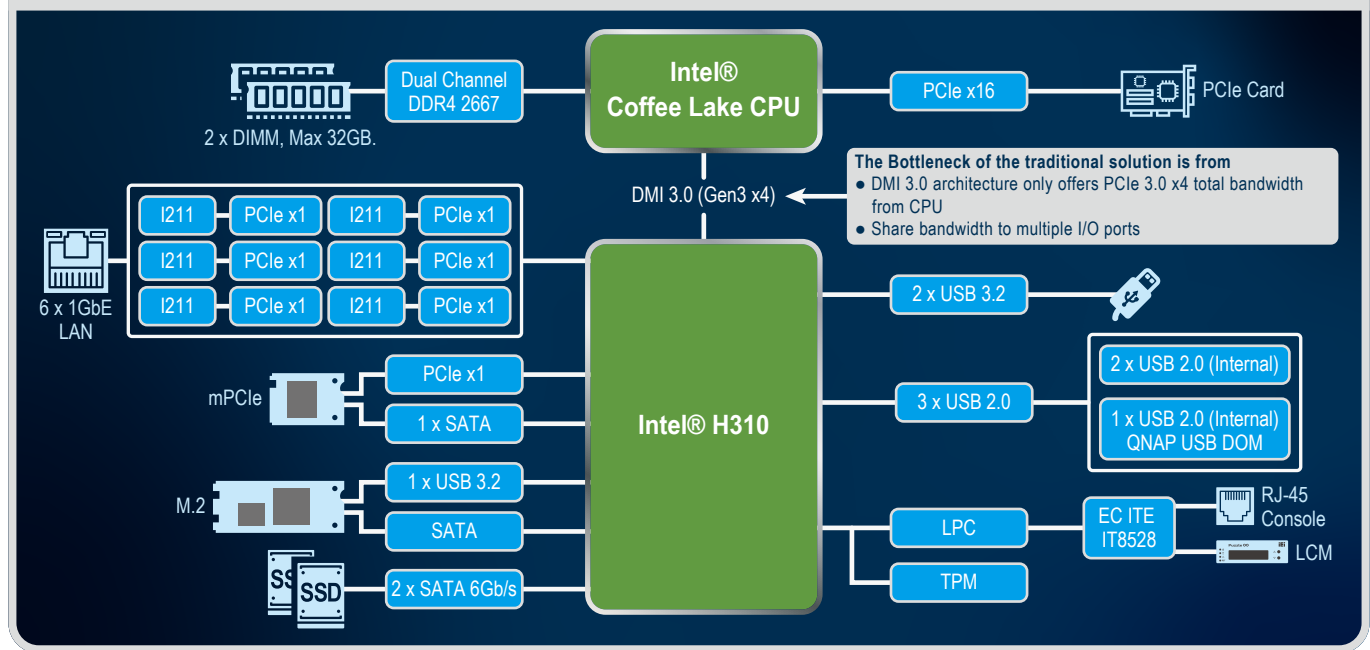 Intel®
Coffee Lake CPU
Dual Channel
DDR4 2667
2 x DIMM, Max 32GB.
PCIe x16
PCIe Card
DMI 3.0 (Gen3 x4)
The Bottleneck of the traditional solution is from
● DMI 3.0 architecture only offers PCIe 3.0 x4 total bandwidth
from CPU
● Share bandwidth to multiple I/O ports
I211 PCIe x1 I211 PCIe x1
I211 PCIe x1 I211 PCIe x1
I211 PCIe x1 I211 PCIe x1
6 x 1GbE
LAN
Intel® H310
mPCIe
PCIe x1
1 x SATA
M.2
1 x USB 3.2
SATA
SSD
SSD
2 x SATA 6Gb/s
2 x USB 3.2
3 x USB 2.0
2 x USB 2.0 (Internal)
1 x USB 2.0 (Internal)
QNAP USB DOM
LPC
TPM
EC ITE
IT8528
RJ-45
Console
LCM